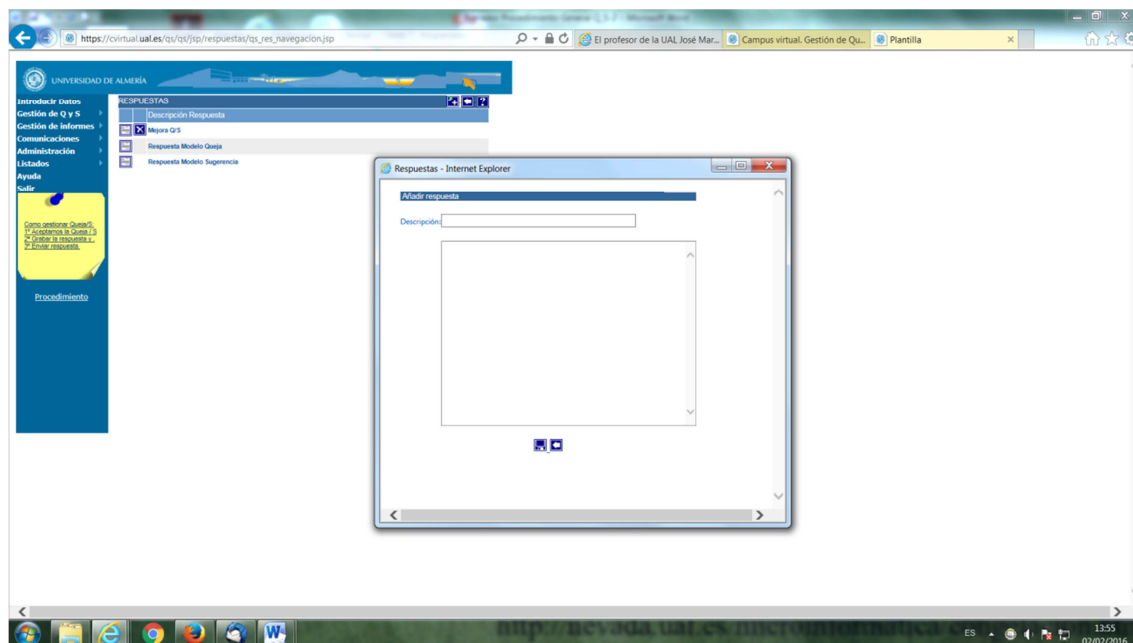 https://cvirtual.ual.es/qs/qs/jsp/respuestas/qs_res_navegacion.jsp
El profesor de la UAL José Mar...
Campus virtual. Gestión de Qu...
Plantilla
UNIVERSIDAD DE ALMERÍA
Introducir Datos
Gestión de Q y S
Gestión de informes
Comunicaciones
Administración
Listados
Ayuda
Salir
Como gestionar Queja/S:
1º Aceptamos la Queja / S
2º Grabar la respuesta y .
3º Enviar respuesta.
Procedimiento
RESPUESTAS
Descripción Respuesta
Mejora Q/S
Respuesta Modelo Queja
Respuesta Modelo Sugerencia
Respuestas - Internet Explorer
Añadir respuesta
Descripción:
ES
13:55
02/02/2016